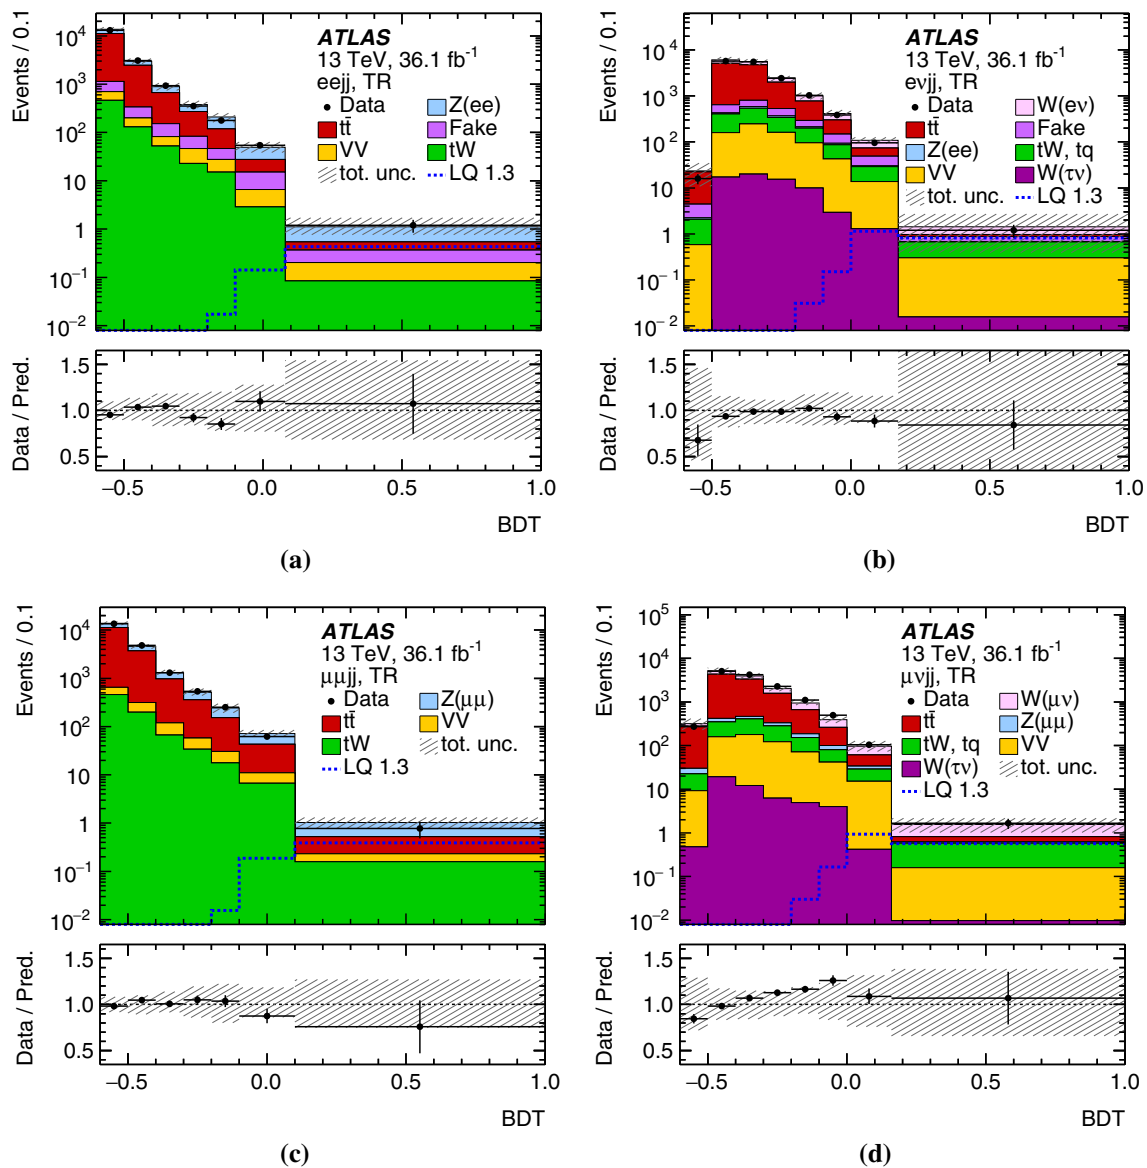 ATLAS
13 TeV, 36.1 fb⁻¹
eejj, TR
Data
Z(ee)
tt̄
Fake
VV
tW
tot. unc.
LQ 1.3
Events / 0.1
10⁴
10³
10²
10
1
10⁻¹
10⁻²
Data / Pred.
1.5
1.0
0.5
−0.5 0.0 0.5 1.0
BDT
(a)
ATLAS
13 TeV, 36.1 fb⁻¹
eνjj, TR
Data
W(eν)
tt̄
Fake
Z(ee)
tW, tq
VV
W(τν)
tot. unc.
LQ 1.3
Events / 0.1
10⁴
10³
10²
10
1
10⁻¹
10⁻²
Data / Pred.
1.5
1.0
0.5
−0.5 0.0 0.5 1.0
BDT
(b)
ATLAS
13 TeV, 36.1 fb⁻¹
μμjj, TR
Data
Z(μμ)
tt̄
VV
tW
tot. unc.
LQ 1.3
Events / 0.1
10⁴
10³
10²
10
1
10⁻¹
10⁻²
Data / Pred.
1.5
1.0
0.5
−0.5 0.0 0.5 1.0
BDT
(c)
ATLAS
13 TeV, 36.1 fb⁻¹
μνjj, TR
Data
W(μν)
tt̄
Z(μμ)
tW, tq
VV
W(τν)
tot. unc.
LQ 1.3
Events / 0.1
10⁵
10⁴
10³
10²
10
1
10⁻¹
10⁻²
Data / Pred.
1.5
1.0
0.5
−0.5 0.0 0.5 1.0
BDT
(d)